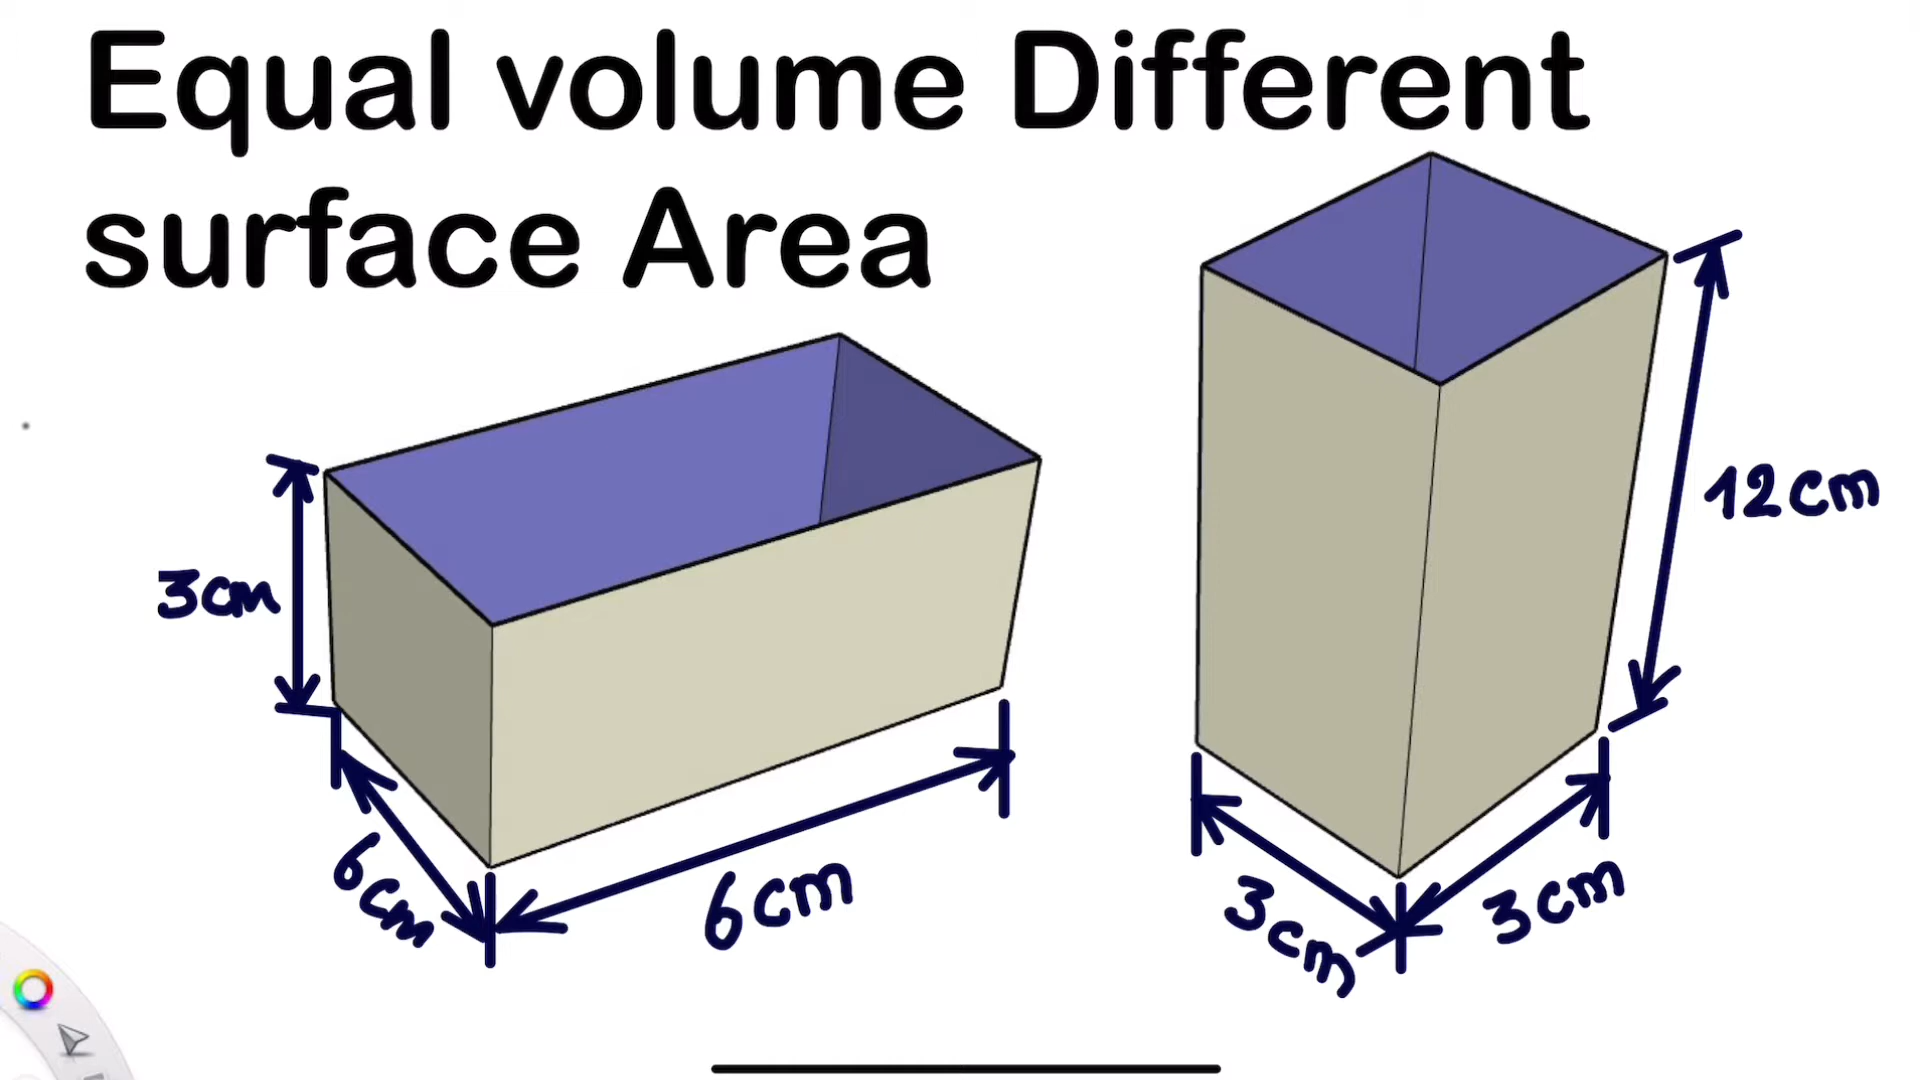 Equal volume Different
surface Area
3cm
6cm
6cm
12cm
3cm
3cm